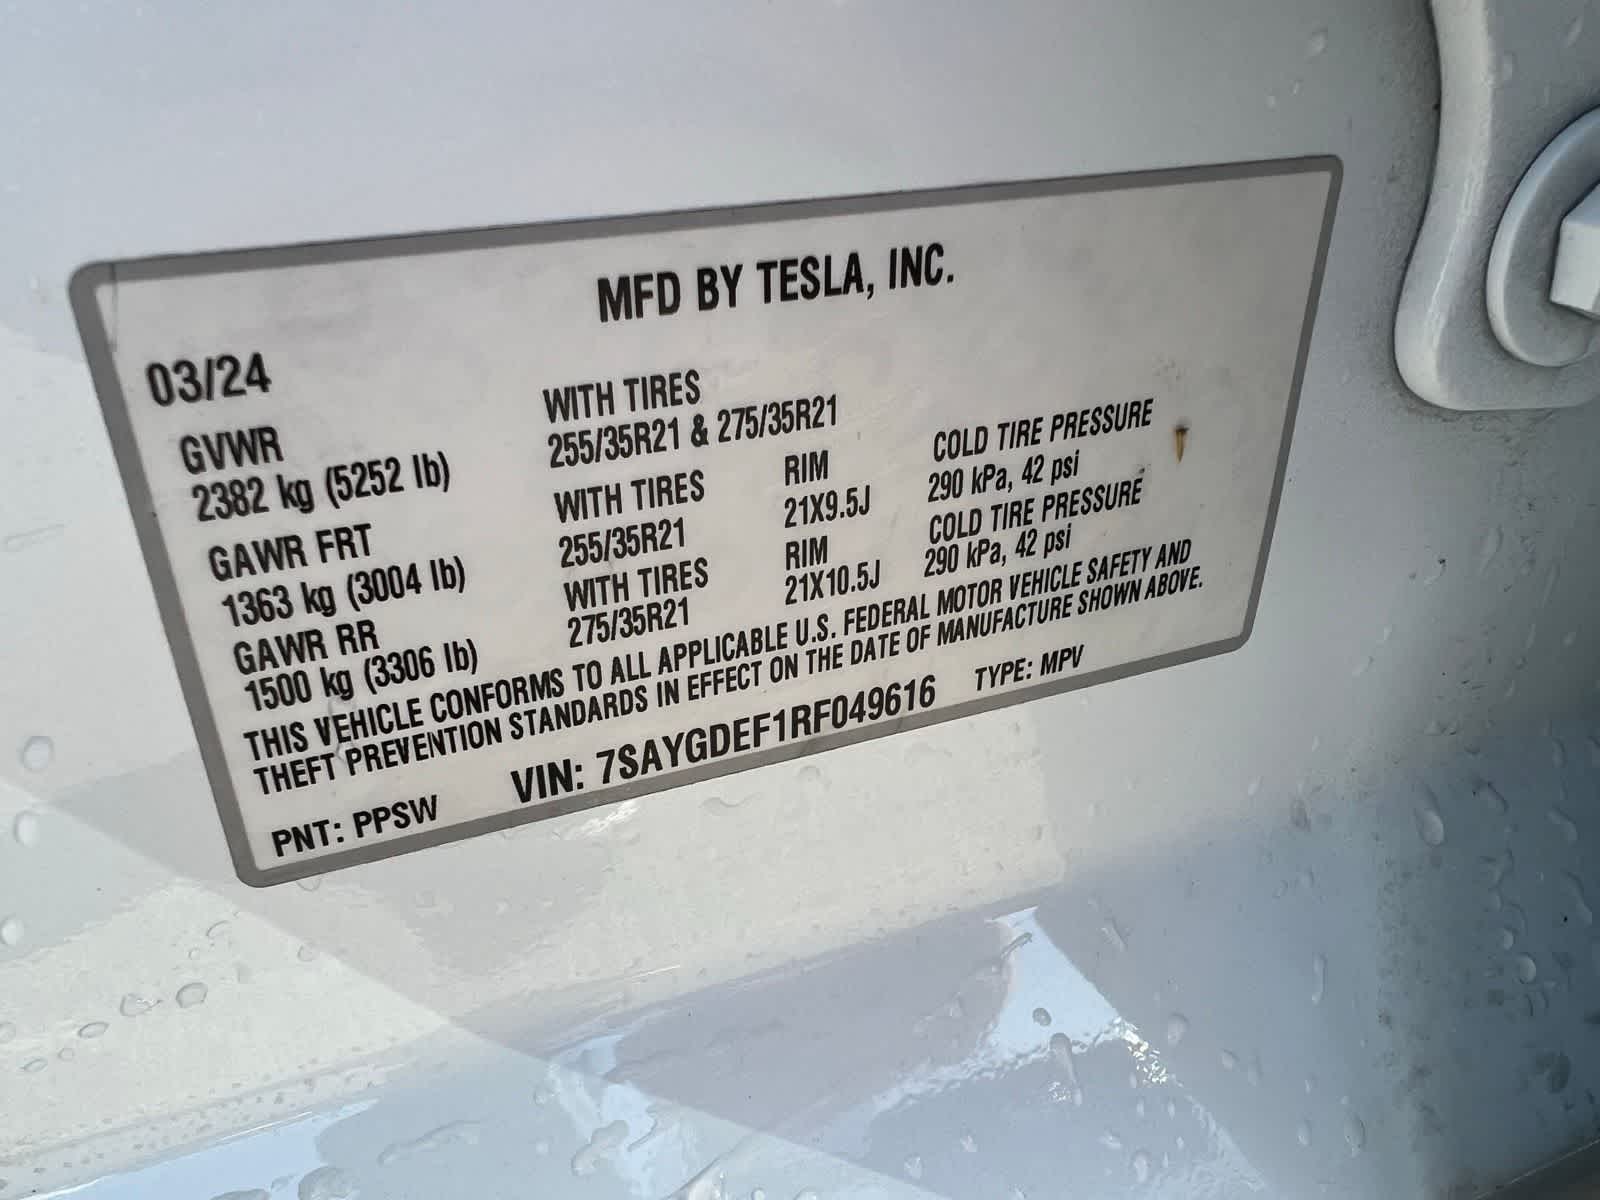 MFD BY TESLA, INC.
03/24
GVWR WITH TIRES
2382 kg (5252 lb) 255/35R21 & 275/35R21
GAWR FRT WITH TIRES RIM COLD TIRE PRESSURE
1363 kg (3004 lb) 255/35R21 21X9.5J 290 kPa, 42 psi
GAWR RR WITH TIRES RIM COLD TIRE PRESSURE
1500 kg (3306 lb) 275/35R21 21X10.5J 290 kPa, 42 psi
THIS VEHICLE CONFORMS TO ALL APPLICABLE U.S. FEDERAL MOTOR VEHICLE SAFETY AND
THEFT PREVENTION STANDARDS IN EFFECT ON THE DATE OF MANUFACTURE SHOWN ABOVE.
PNT: PPSW VIN: 7SAYGDEF1RF049616 TYPE: MPV